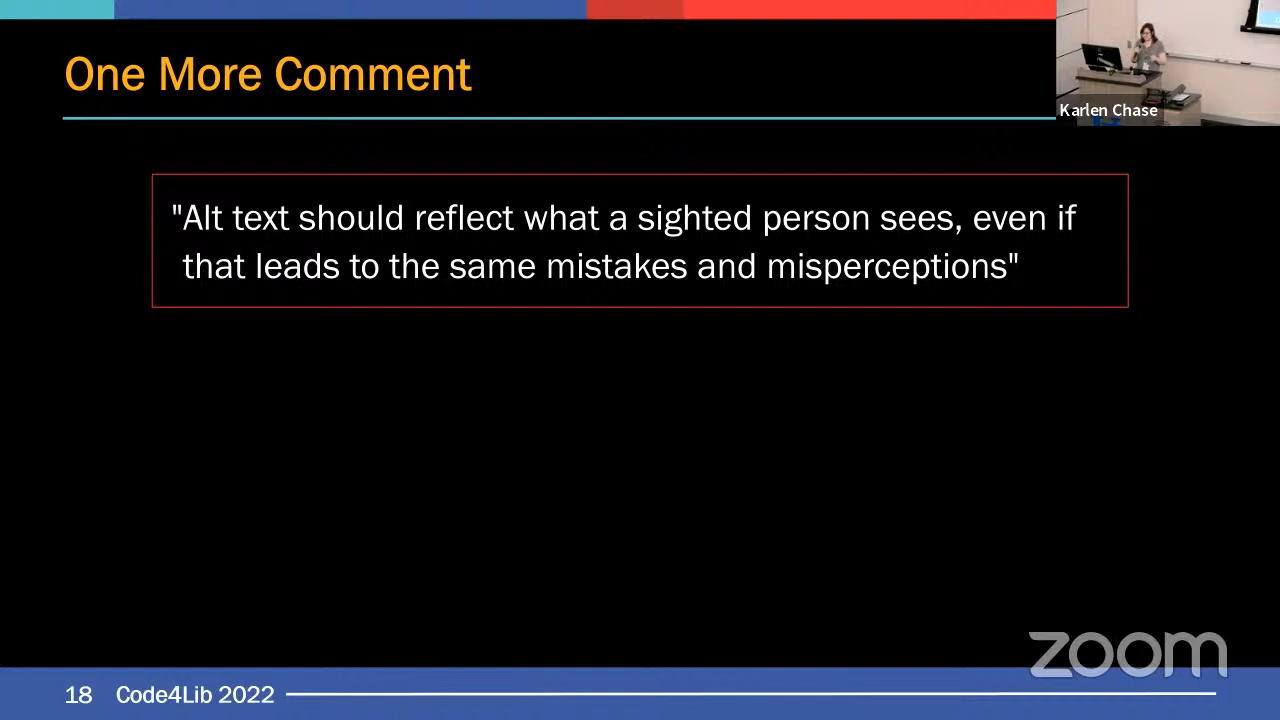 One More Comment
Karlen Chase
"Alt text should reflect what a sighted person sees, even if
that leads to the same mistakes and misperceptions"
zoom
18 Code4Lib 2022